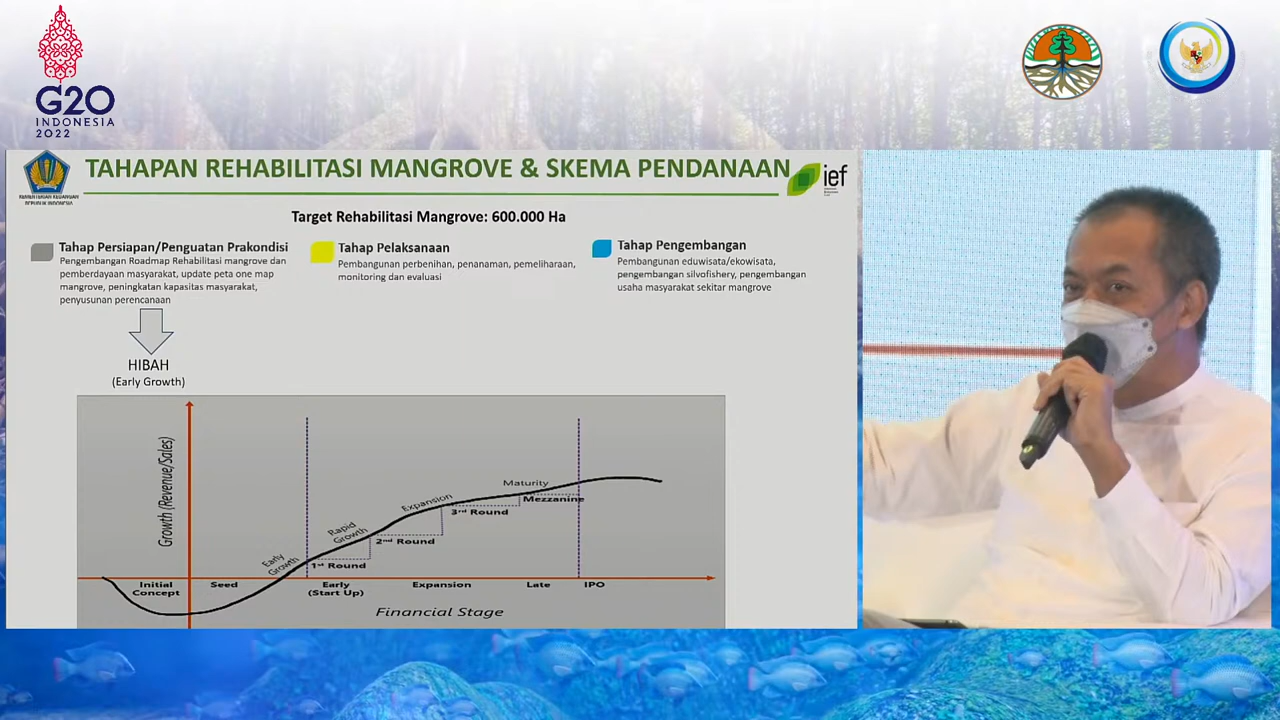 G20
INDONESIA
2022
TAHAPAN REHABILITASI MANGROVE & SKEMA PENDANAAN
KEMENTERIAN KEUANGAN
REPUBLIK INDONESIA
ief
Target Rehabilitasi Mangrove: 600.000 Ha
Tahap Persiapan/Penguatan Prakondisi
Pengembangan Roadmap Rehabilitasi mangrove dan
pemberdayaan masyarakat, update peta one map
mangrove, peningkatan kapasitas masyarakat,
penyusunan perencanaan
Tahap Pelaksanaan
Pembangunan perbenihan, penanaman, pemeliharaan,
monitoring dan evaluasi
Tahap Pengembangan
Pembangunan eduwisata/ekowisata,
pengembangan silvofishery, pengembangan
usaha masyarakat sekitar mangrove
HIBAH
(Early Growth)
Growth (Revenue/Sales)
Early
Growth
Rapid
Growth
Expansion
Maturity
1st Round
2nd Round
3rd Round
Mezzanine
Initial
Concept
Seed
Early
(Start Up)
Expansion
Late
IPO
Financial Stage